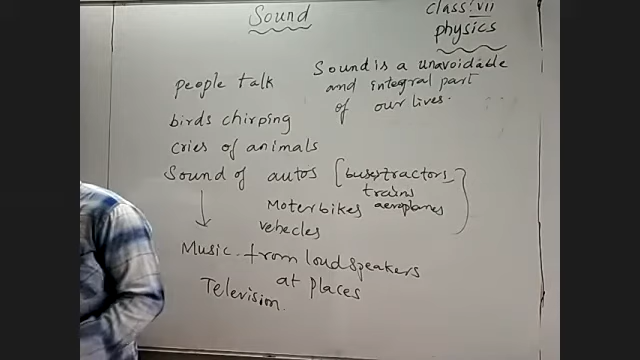 Sound
class: vii
physics
Sound is a unavoidable
and integral part
of our lives.
people talk
birds chirping
cries of animals
Sound of autos [buses, tractors
trains
Moterbikes aeroplanes
vehecles
Music from loudspeakers
at places
Television.